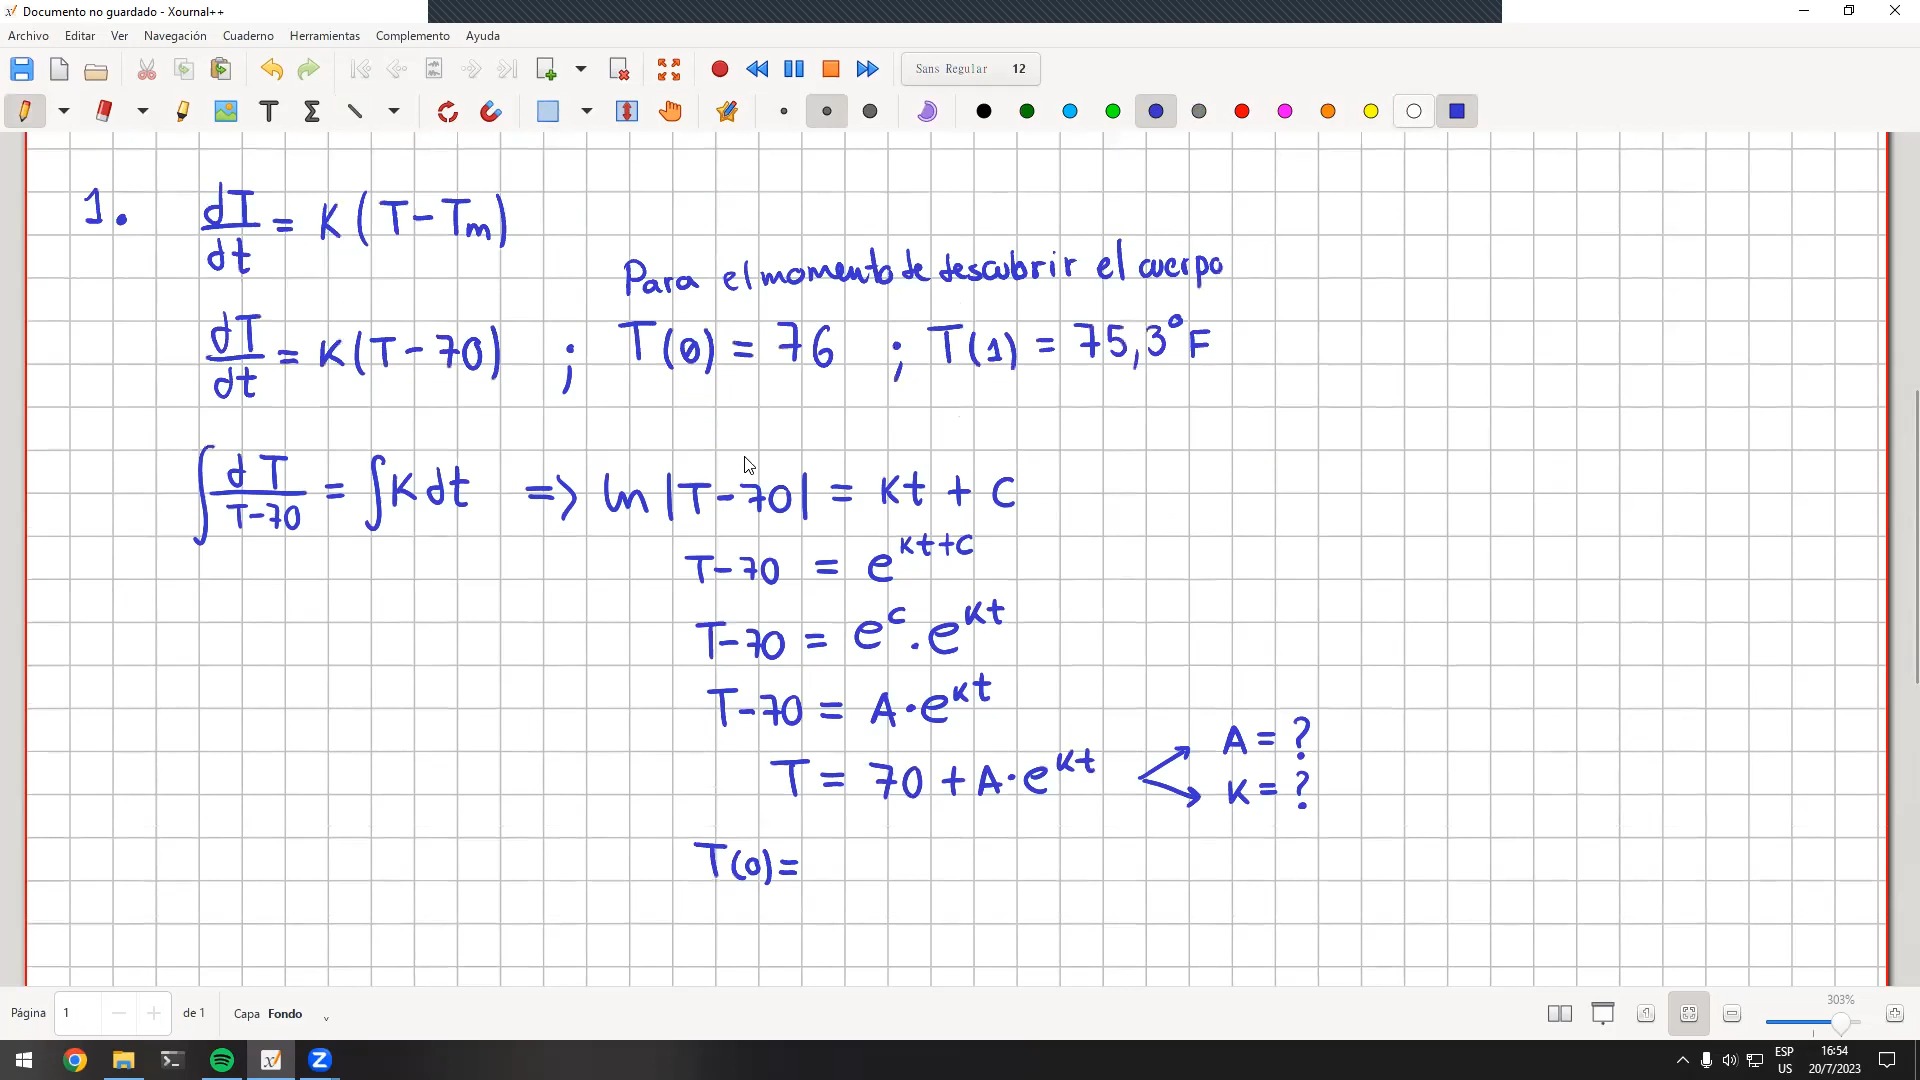 Documento no guardado - Xournal++
Archivo Editar Ver Navegación Cuaderno Herramientas Complemento Ayuda
Sans Regular 12
1. dT/dt = K(T-Tm)
Para el momento de descubrir el cuerpo
dT/dt = K(T-70) ; T(0) = 76 ; T(1) = 75,3°F
∫ dT/(T-70) = ∫K dt => ln|T-70| = Kt + C
T-70 = e^(Kt+C)
T-70 = e^C . e^(Kt)
T-70 = A·e^(Kt)
A = ?
T = 70 + A·e^(Kt)
K = ?
T(0)=
Página 1 de 1 Capa Fondo
303%
ESP
US
16:54
20/7/2023